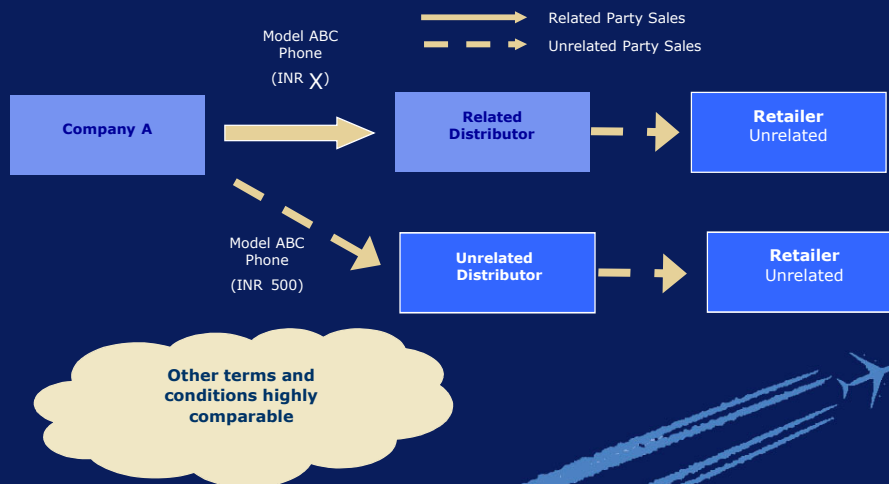 Related Party Sales
Unrelated Party Sales
Model ABC
Phone
(INR X)
Company A
Related
Distributor
Retailer
Unrelated
Model ABC
Phone
(INR 500)
Unrelated
Distributor
Retailer
Unrelated
Other terms and
conditions highly
comparable